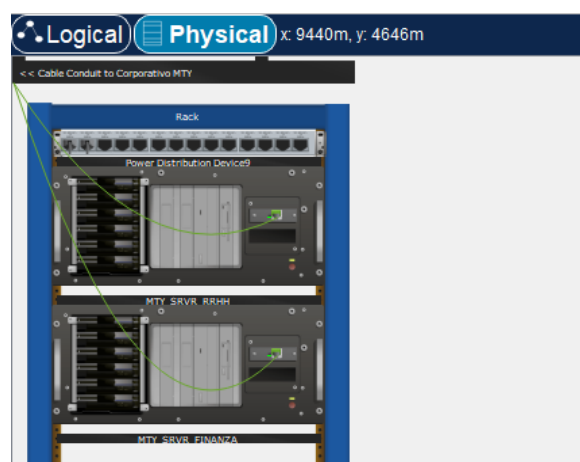 Logical Physical x: 9440m, y: 4646m
<< Cable Conduit to Corporativo MTY
Rack
Power Distribution Device9
MTY_SRVR_RRHH
MTY_SRVR_FINANZA